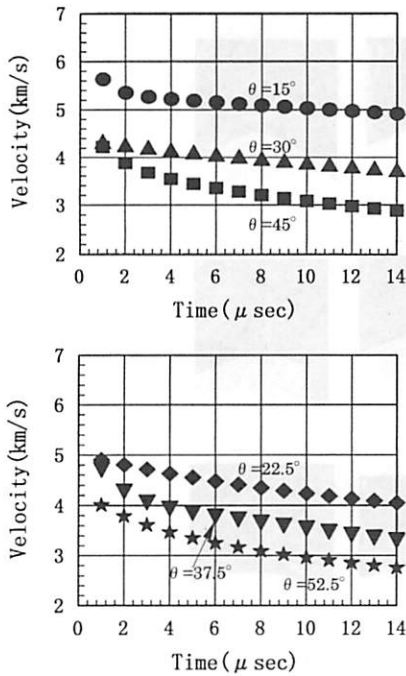 7
6
5
4
3
2
Velocity(km/s)
θ=15°
θ=30°
θ=45°
0 2 4 6 8 10 12 14
Time(μ sec)
7
6
5
4
3
2
Velocity(km/s)
θ=22.5°
θ=37.5°
θ=52.5°
0 2 4 6 8 10 12 14
Time(μ sec)